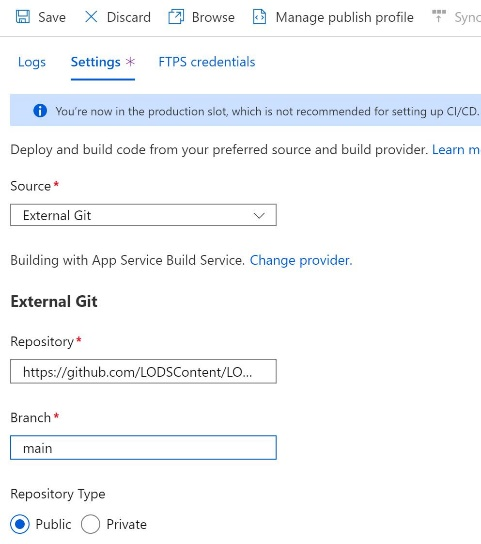 Save Discard Browse Manage publish profile Sync
Logs Settings * FTPS credentials
You're now in the production slot, which is not recommended for setting up CI/CD.
Deploy and build code from your preferred source and build provider. Learn m
Source*
External Git
Building with App Service Build Service. Change provider.
External Git
Repository*
https://github.com/LODSContent/LO...
Branch*
main
Repository Type
Public Private